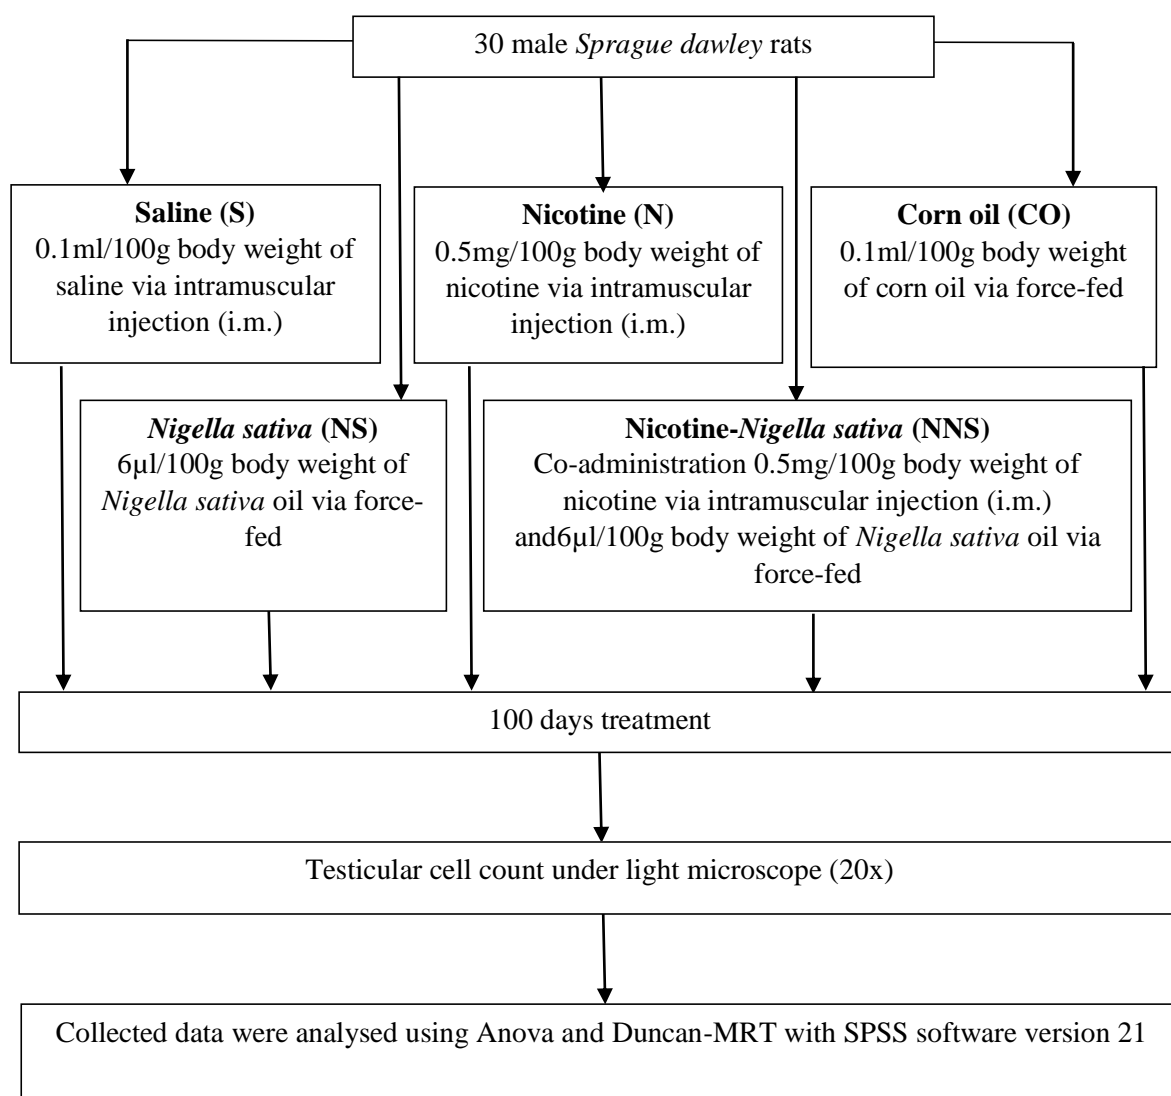 30 male Sprague dawley rats
Saline (S)
0.1ml/100g body weight of
saline via intramuscular
injection (i.m.)
Nicotine (N)
0.5mg/100g body weight of
nicotine via intramuscular
injection (i.m.)
Corn oil (CO)
0.1ml/100g body weight
of corn oil via force-fed
Nigella sativa (NS)
6µl/100g body weight of
Nigella sativa oil via force-
fed
Nicotine-Nigella sativa (NNS)
Co-administration 0.5mg/100g body weight of
nicotine via intramuscular injection (i.m.)
and6µl/100g body weight of Nigella sativa oil via
force-fed
100 days treatment
Testicular cell count under light microscope (20x)
Collected data were analysed using Anova and Duncan-MRT with SPSS software version 21